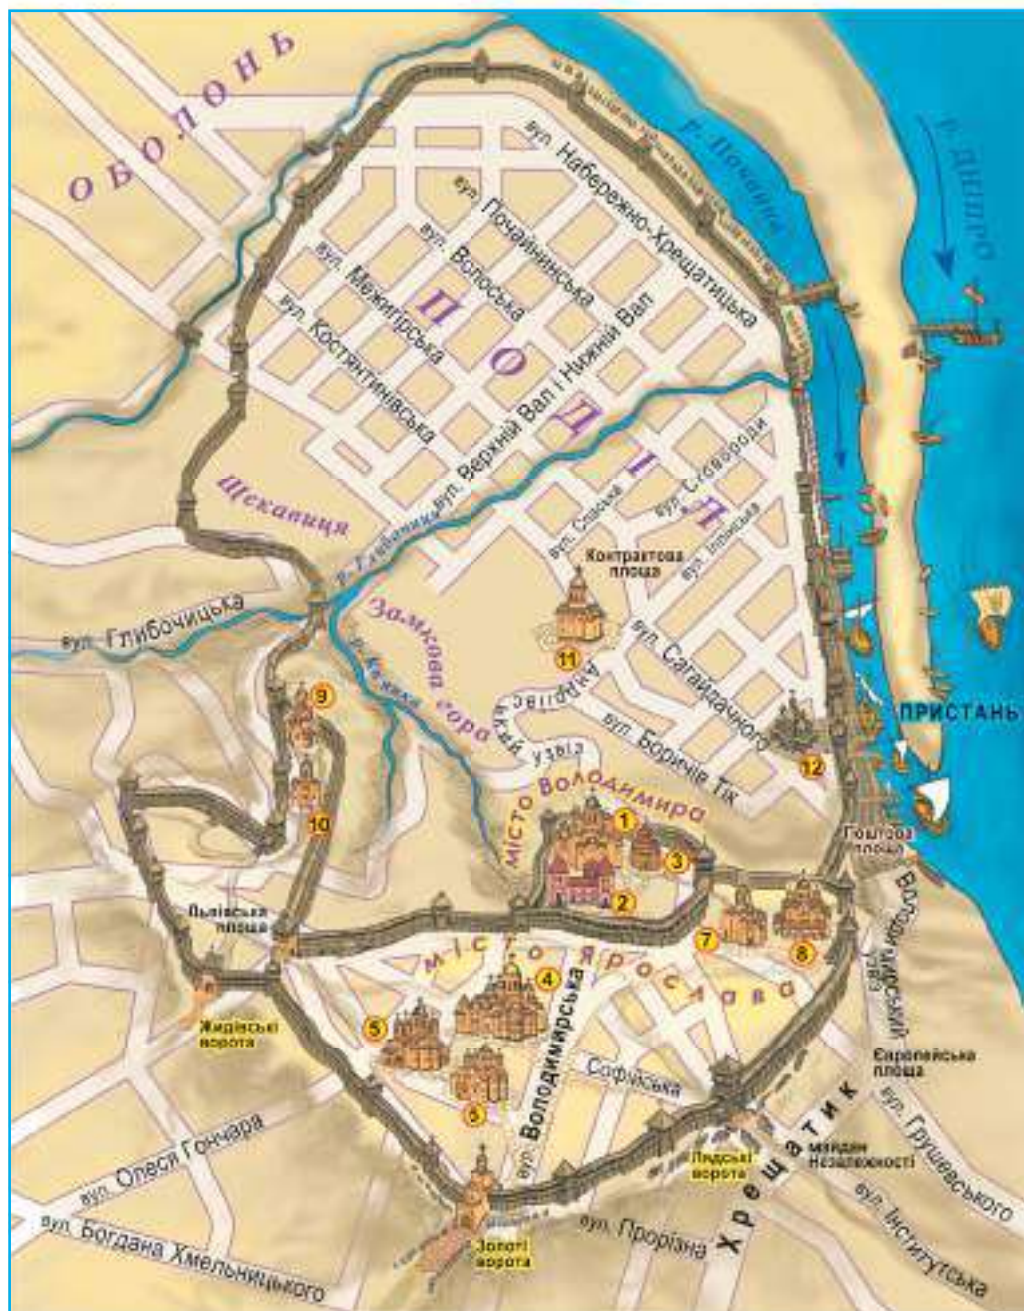 ОБОЛОНЬ
р. Почайна
р. Дніпро
вул. Набережно-Хрещатицька
вул. Почайнинська
вул. Волоська
вул. Межигірська
вул. Костянтинівська
ПОДІЛ
вул. Верхній Вал і Нижній Вал
Щекавиця
р. Глибочиця
вул. Спаська
вул. Сковороди
вул. Іллінська
Контрактова
площа
вул. Глибочицька
Замкова гора
р. Киянка
11
Андріївський узвіз
вул. Сагайдачного
вул. Боричів Тік
9
10
12
ПРИСТАНЬ
місто Володимира
1
3
2
Поштова
площа
Володимирський
узвіз
Львівська
площа
місто Ярослава
7
8
4
5
6
Жидівські
ворота
вул. Володимирська
Софійська
Європейська
площа
вул. Олеся Гончара
Лядські
ворота
майдан
Незалежності
Хрещатик
вул. Грушевського
вул. Інститутська
вул. Прорізна
вул. Богдана Хмельницького
Золоті
ворота